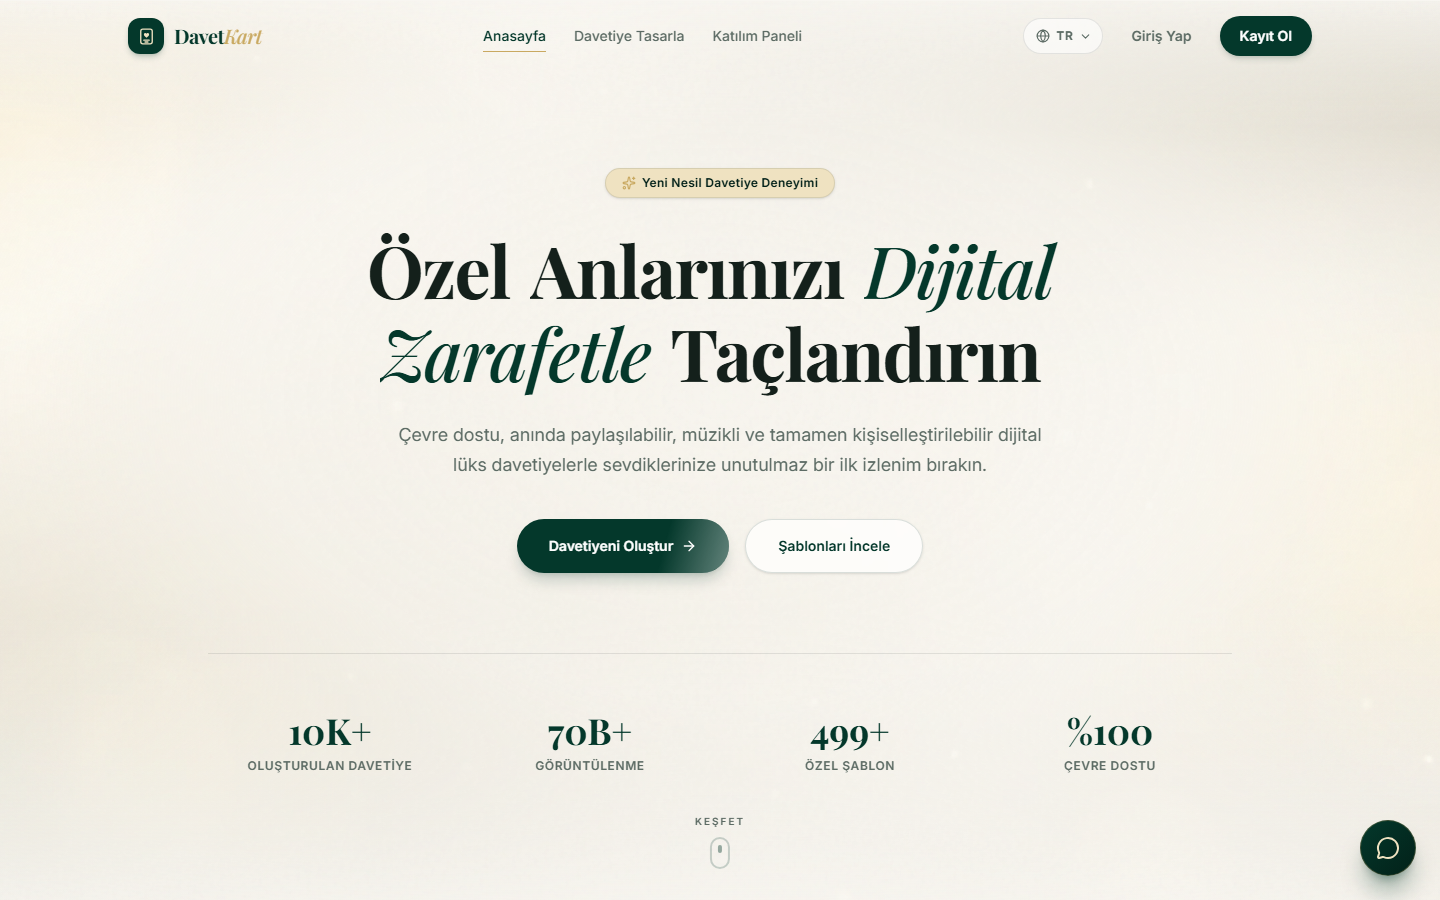 DavetKart
Anasayfa
Davetiye Tasarla
Katılım Paneli
TR
Giriş Yap
Kayıt Ol
Yeni Nesil Davetiye Deneyimi
Özel Anlarınızı Dijital
Zarafetle Taçlandırın
Çevre dostu, anında paylaşılabilir, müzikli ve tamamen kişiselleştirilebilir dijital
lüks davetiyelerle sevdiklerinize unutulmaz bir ilk izlenim bırakın.
Davetiyeni Oluştur
Şablonları İncele
10K+
OLUŞTURULAN DAVETİYE
70B+
GÖRÜNTÜLENME
499+
ÖZEL ŞABLON
%100
ÇEVRE DOSTU
KEŞFET